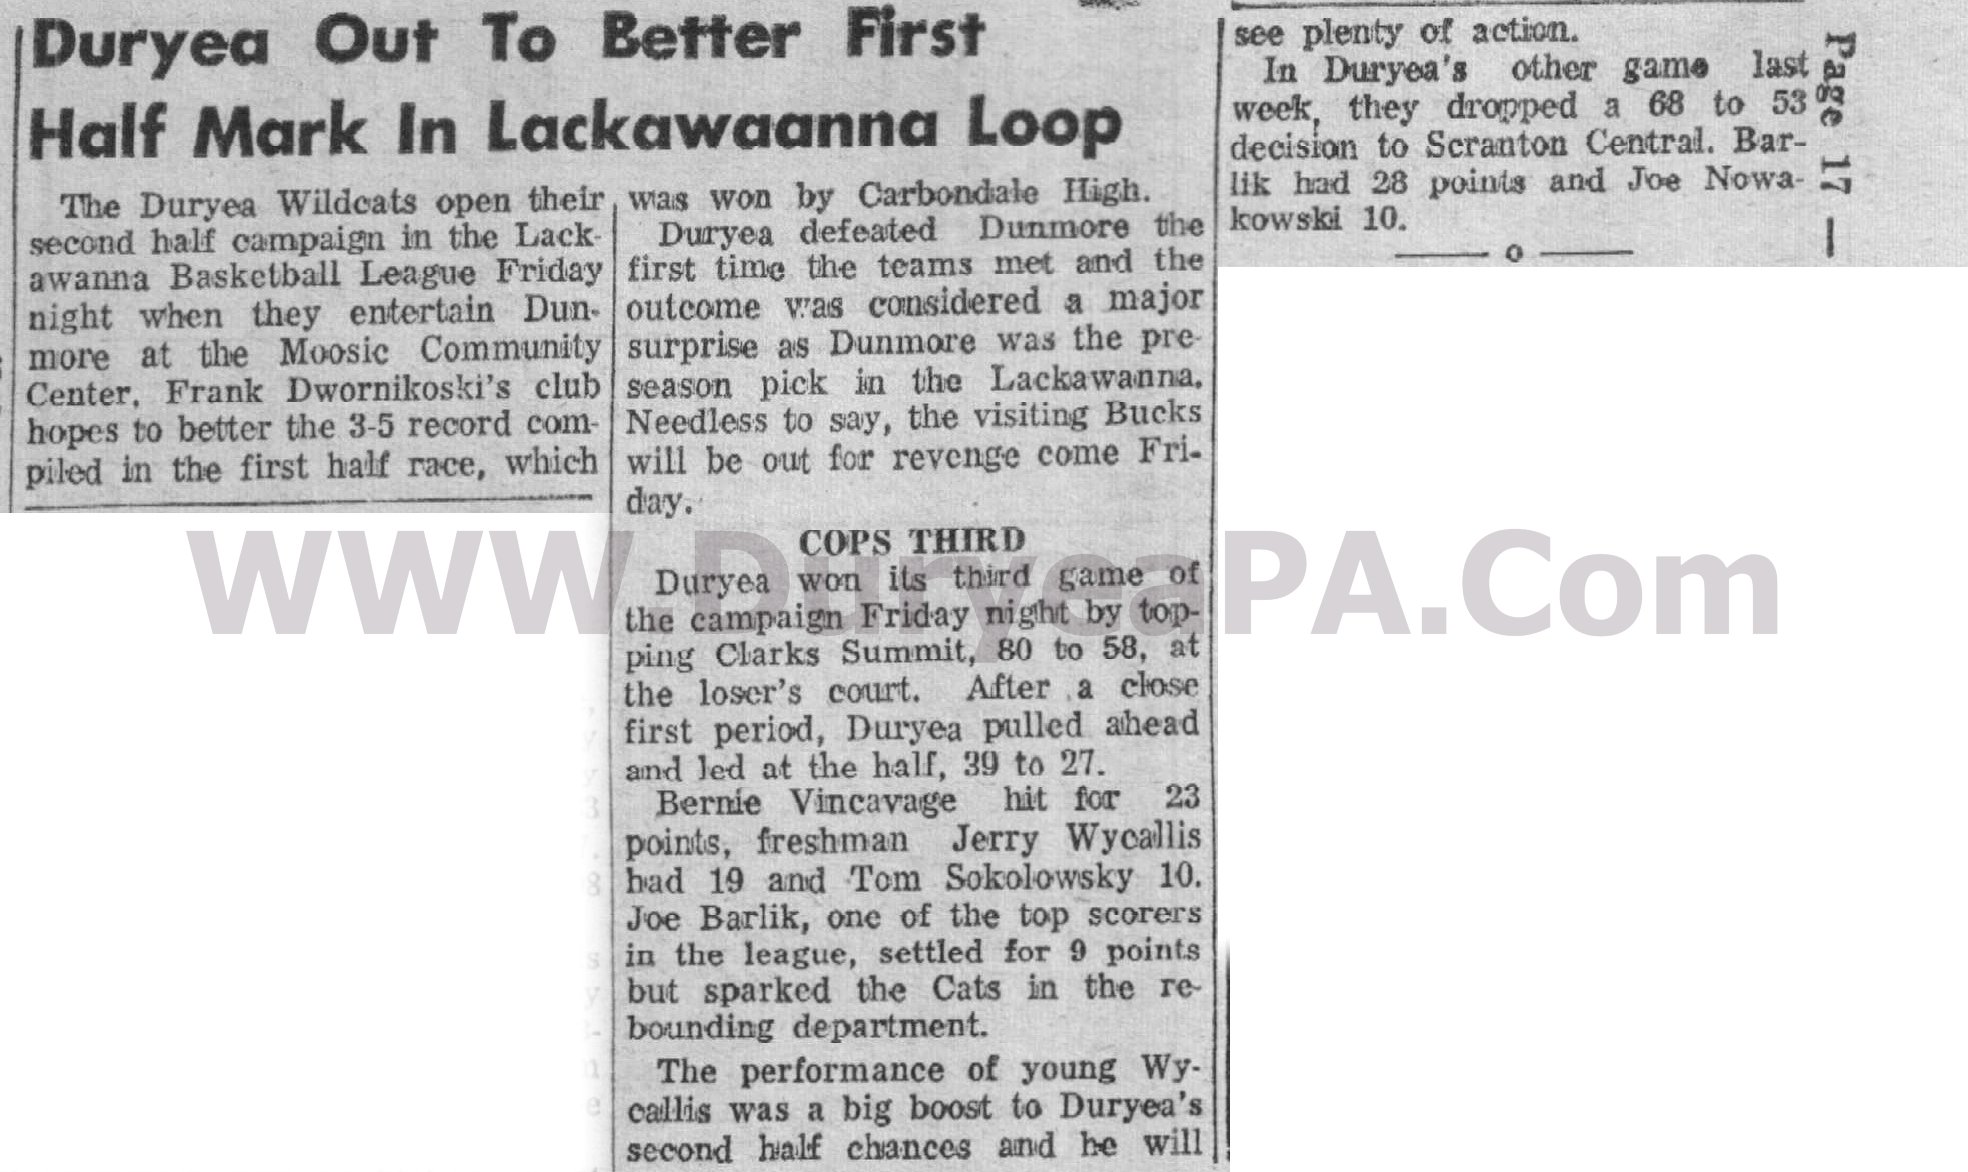 Duryea Out To Better First
Half Mark In Lackawaanna Loop
The Duryea Wildcats open their
second half campaign in the Lack-
awanna Basketball League Friday
night when they entertain Dun-
more at the Moosic Community
Center. Frank Dwornikoski's club
hopes to better the 3-5 record com-
piled in the first half race, which
was won by Carbondale High.
Duryea defeated Dunmore the
first time the teams met and the
outcome was considered a major
surprise as Dunmore was the pre-
season pick in the Lackawanna.
Needless to say, the visiting Bucks
will be out for revenge come Fri-
day.
COPS THIRD
Duryea won its third game of
the campaign Friday night by top-
ping Clarks Summit, 80 to 58, at
the loser's court. After a close
first period, Duryea pulled ahead
and led at the half, 39 to 27.
Bernie Vincavage hit for 23
points, freshman Jerry Wycallis
had 19 and Tom Sokolowsky 10.
Joe Barlik, one of the top scorers
in the league, settled for 9 points
but sparked the Cats in the re-
bounding department.
The performance of young Wy-
callis was a big boost to Duryea's
second half chances and he will
see plenty of action.
In Duryea's other game last
week, they dropped a 68 to 53
decision to Scranton Central. Bar-
lik had 28 points and Joe Nowa-
kowski 10.
Page 17 —
WWW.DuryeaPA.Com